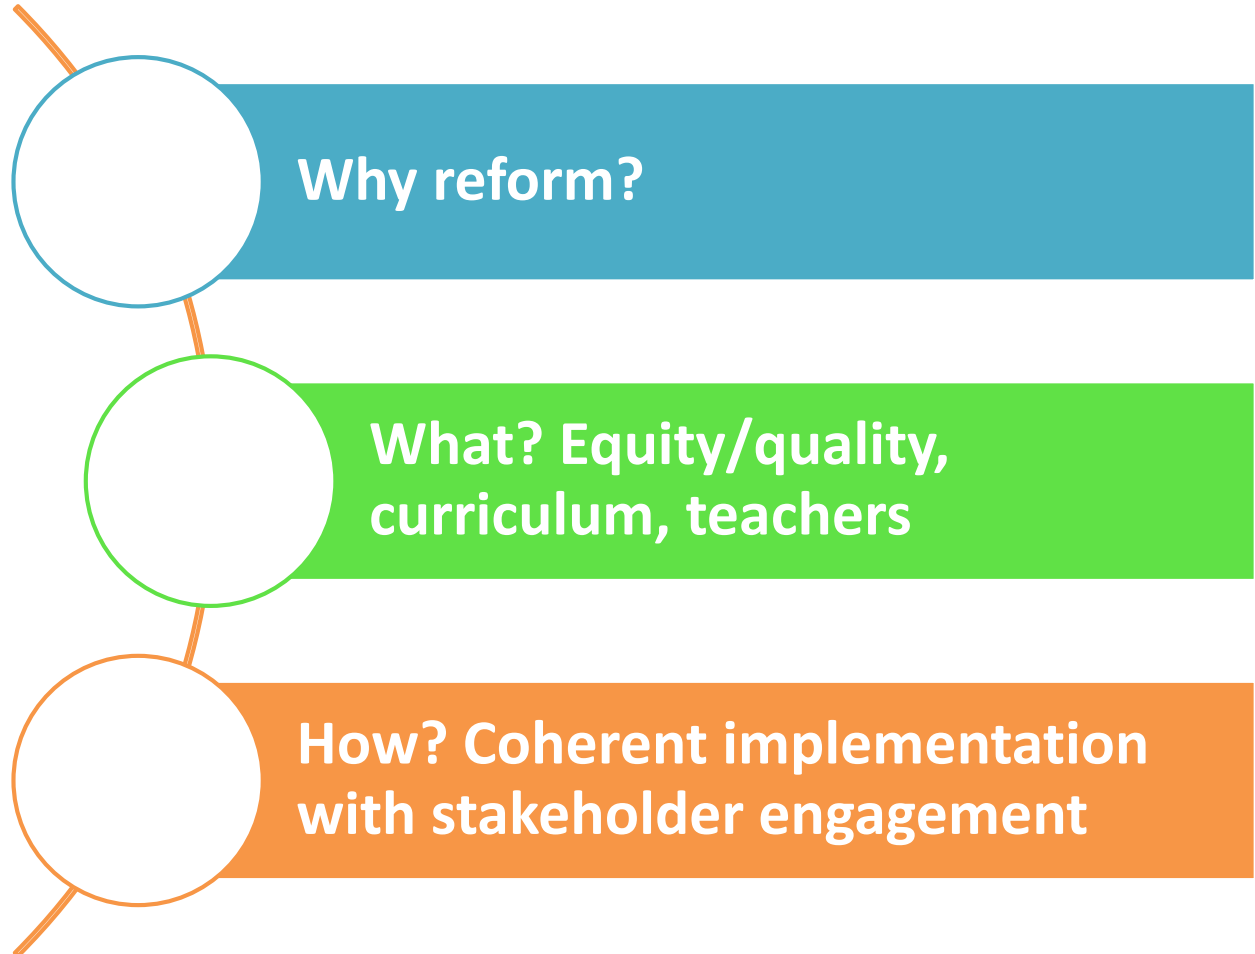 Why reform?
What? Equity/quality,
curriculum, teachers
How? Coherent implementation
with stakeholder engagement